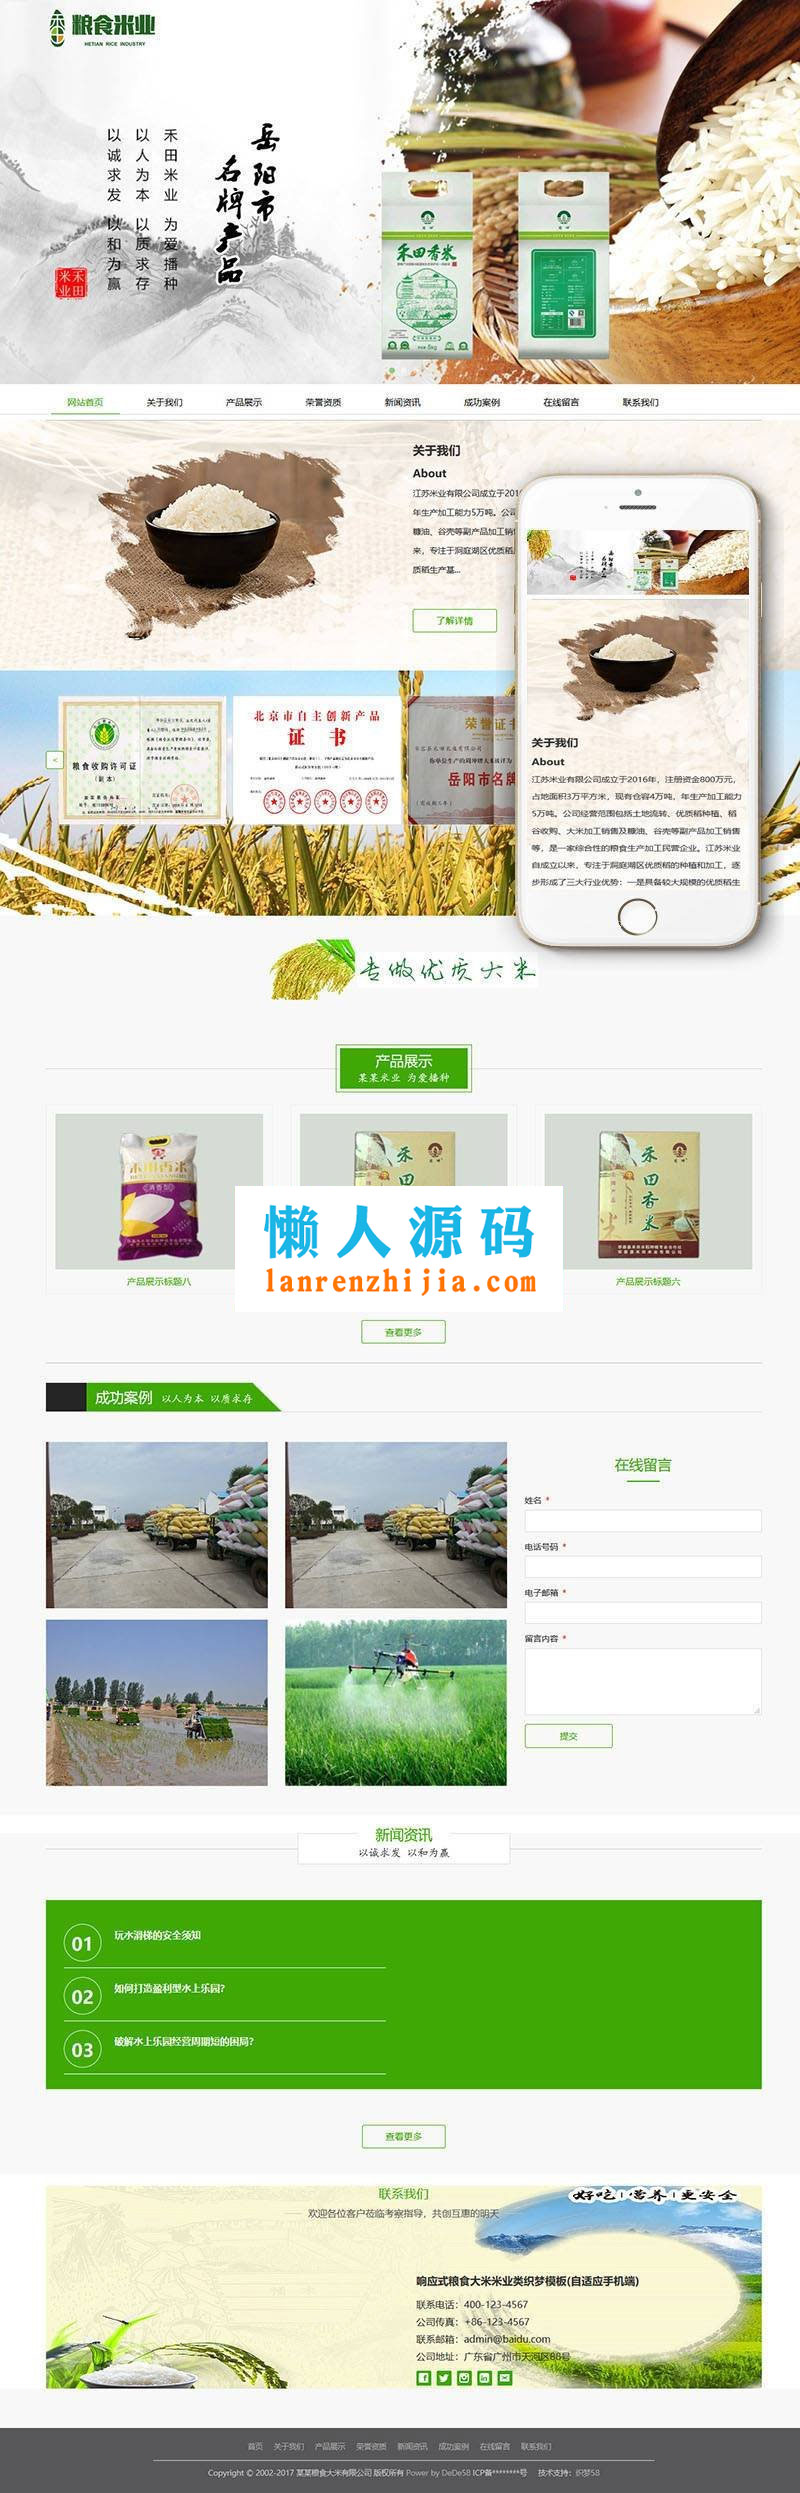 粮食米业
HETIAN RICE INDUSTRY
岳阳市
名牌产品
禾田米业 为爱播种
以人为本 以质求存
以诚求发 以和为赢
禾田
米业
禾田香米
5kg
网站首页 关于我们 产品展示 荣誉资质 新闻资讯 成功案例 在线留言 联系我们
关于我们
About
江苏米业有限公司成立于2016
年生产加工能力5万吨。公司
糠油、谷壳等副产品加工销售
来，专注于洞庭湖区优质稻
质稻生产基...
了解详情
岳阳市
名牌产品
关于我们
About
江苏米业有限公司成立于2016年，注册资金800万元，
占地面积3万平方米，现有仓容4万吨，年生产加工能力
5万吨。公司经营范围包括土地流转、优质稻种植、稻
谷收购、大米加工销售及糠油、谷壳等副产品加工销售
等，是一家综合性的粮食生产加工民营企业。江苏米业
自成立以来，专注于洞庭湖区优质稻的种植和加工，逐
步形成了三大行业优势：一是具备较大规模的优质稻生
<
粮食收购许可证
（副本）
北京市自主创新产品
证 书
荣誉证书
岳阳市名牌
专做优质大米
产品展示
某某米业 为爱播种
禾田香米
禾田香米
禾田香米
产品展示标题八
产品展示标题六
懒人源码
lanrenzhijia.com
查看更多
成功案例 以人为本 以质求存
在线留言
姓名 *
电话号码 *
电子邮箱 *
留言内容 *
提交
新闻资讯
以诚求发 以和为赢
01 玩水滑梯的安全须知
02 如何打造盈利型水上乐园?
03 破解水上乐园经营周期短的困局?
查看更多
联系我们
欢迎各位客户莅临考察指导，共创互惠的明天
好吃 营养 更安全
响应式粮食大米米业类织梦模板(自适应手机端)
联系电话：400-123-4567
公司传真：+86-123-4567
联系邮箱：admin@baidu.com
公司地址：广东省广州市天河区88号
首页 关于我们 产品展示 荣誉资质 新闻资讯 成功案例 在线留言 联系我们
Copyright © 2002-2017 某某粮食大米有限公司 版权所有 Power by DeDe58 ICP备********号 技术支持：织梦58